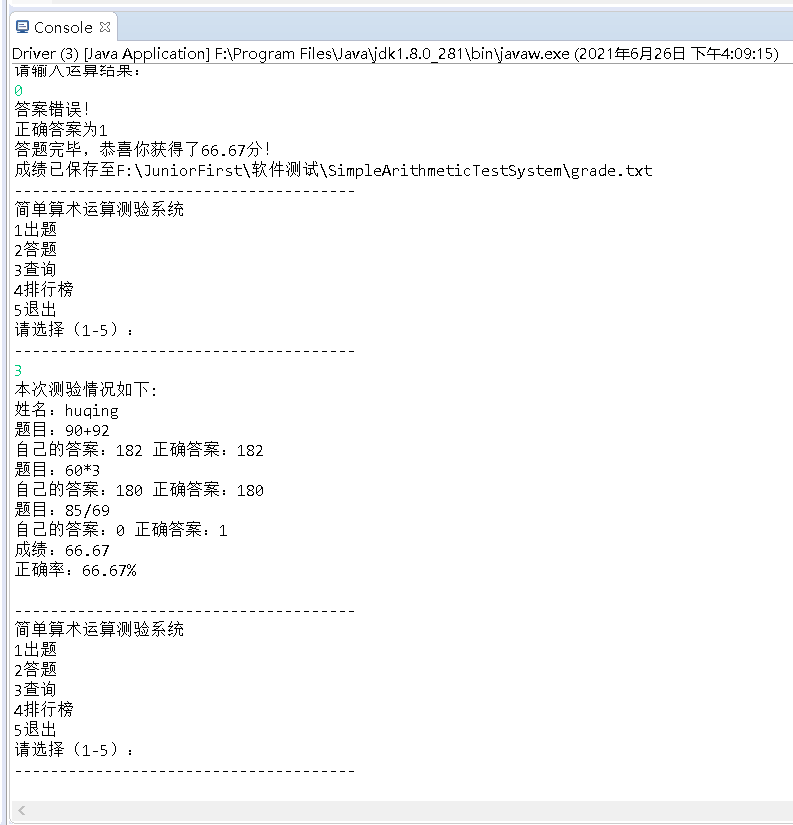 Console
Driver (3) [Java Application] F:\Program Files\Java\jdk1.8.0_281\bin\javaw.exe (2021年6月26日 下午4:09:15)
请输入运算结果：
0
答案错误！
正确答案为1
答题完毕，恭喜你获得了66.67分！
成绩已保存至F:\JuniorFirst\软件测试\SimpleArithmeticTestSystem\grade.txt
--------------------------------------
简单算术运算测验系统
1出题
2答题
3查询
4排行榜
5退出
请选择（1-5）：
--------------------------------------
3
本次测验情况如下:
姓名：huqing
题目：90+92
自己的答案：182 正确答案：182
题目：60*3
自己的答案：180 正确答案：180
题目：85/69
自己的答案：0 正确答案：1
成绩：66.67
正确率：66.67%
--------------------------------------
简单算术运算测验系统
1出题
2答题
3查询
4排行榜
5退出
请选择（1-5）：
--------------------------------------